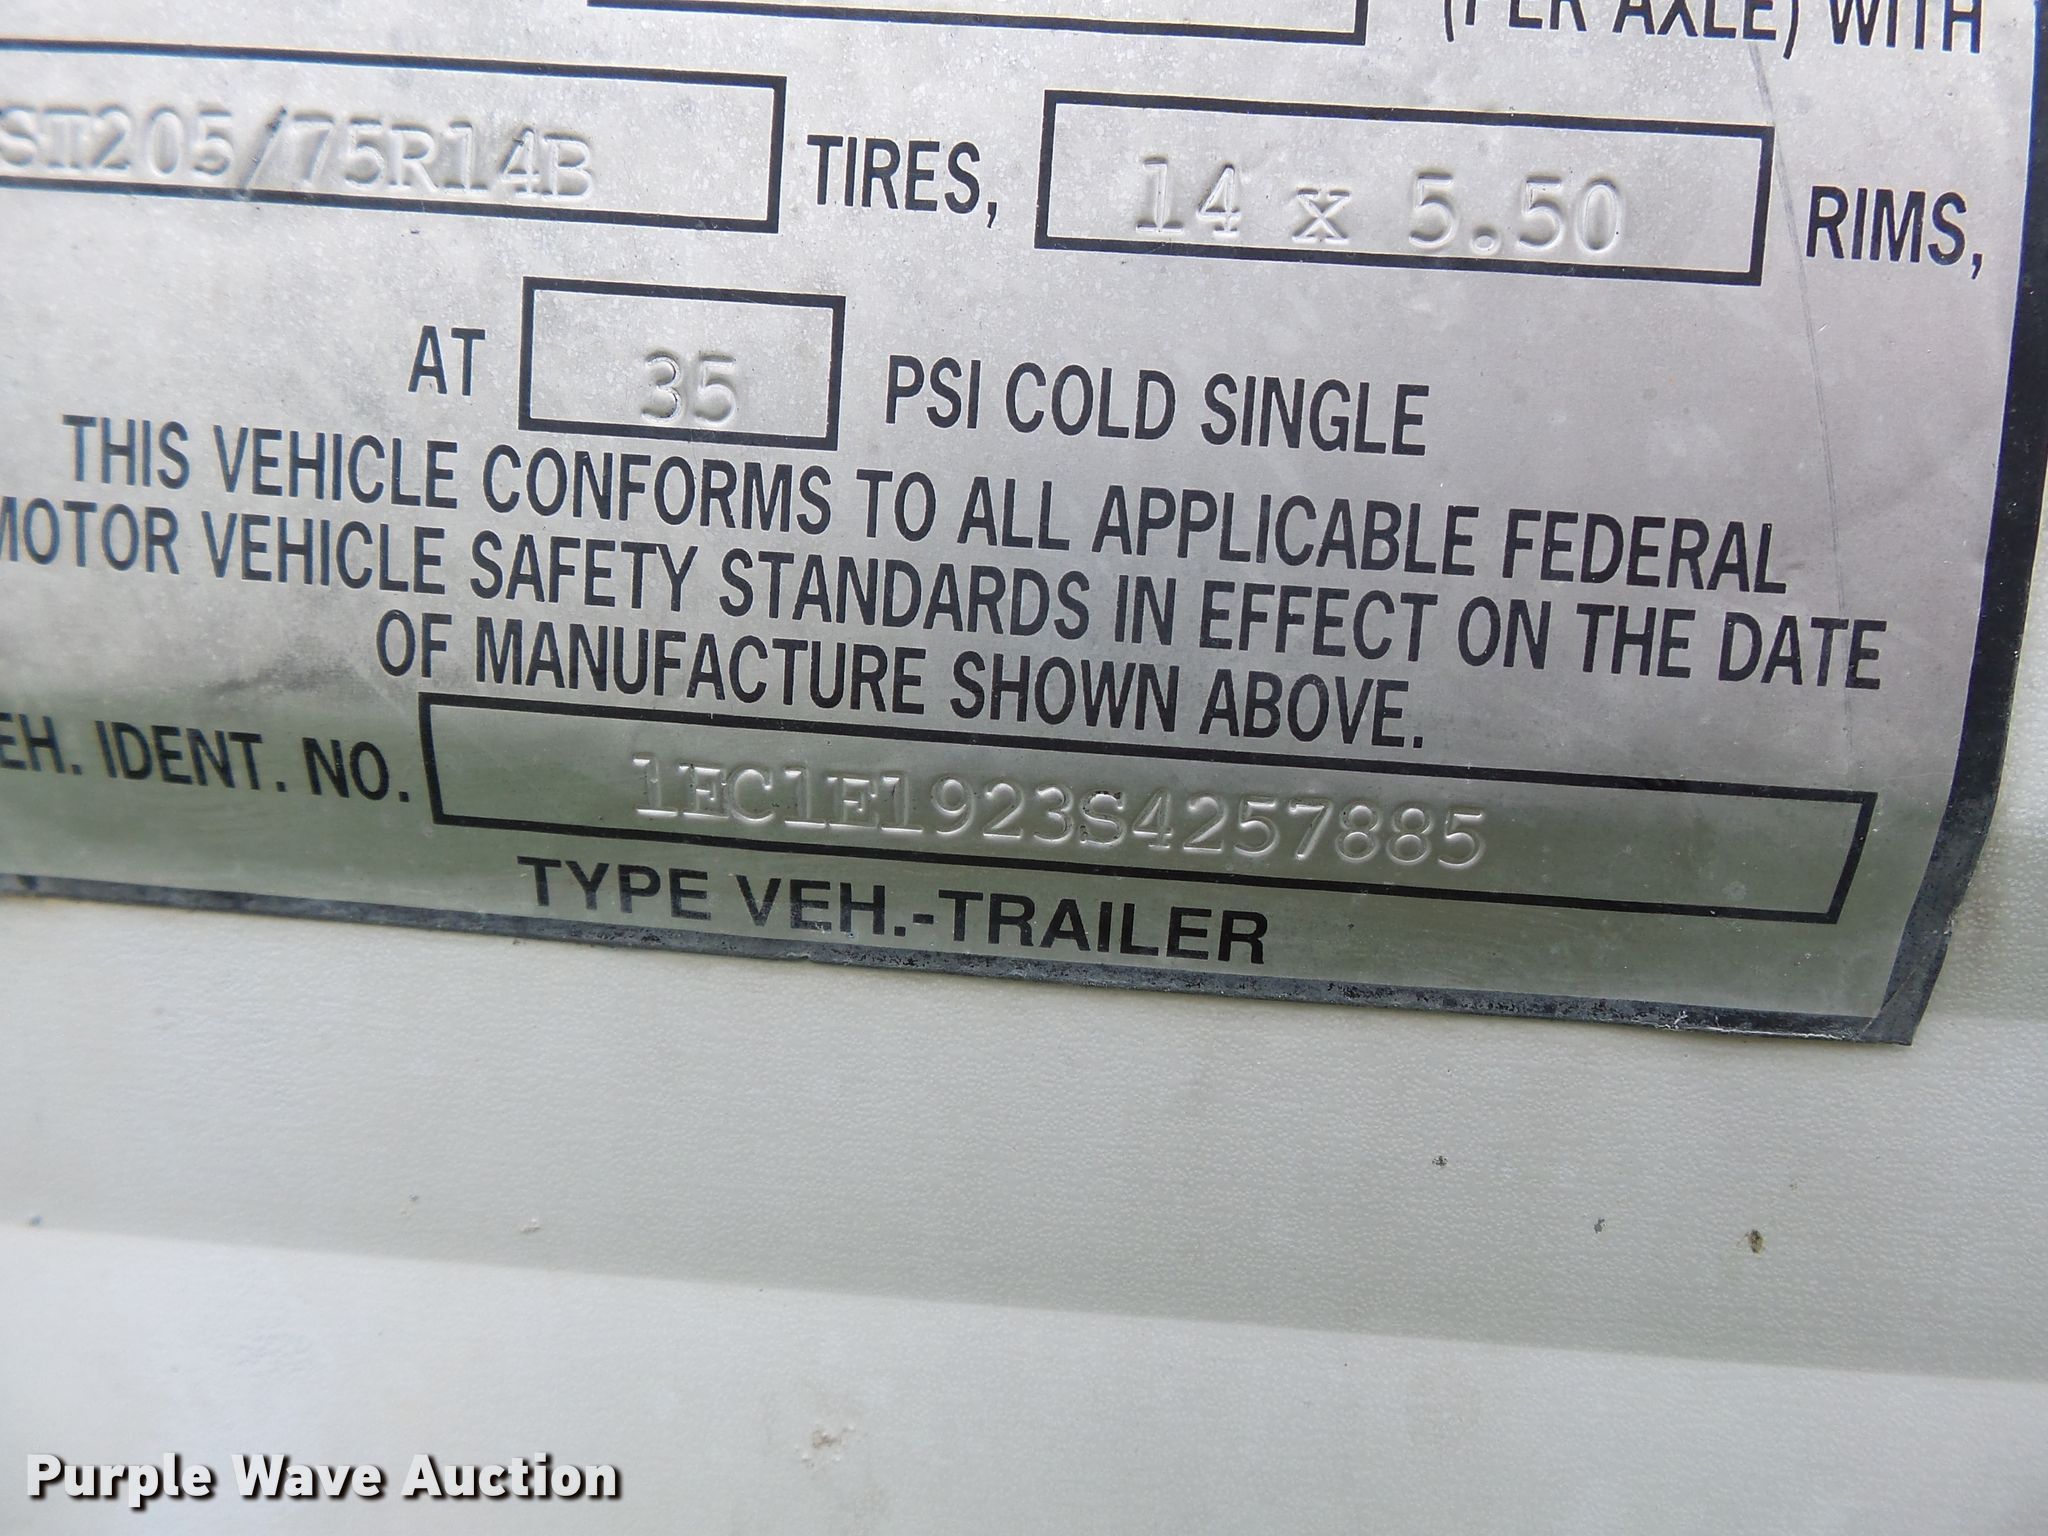 (PER AXLE) WITH
ST205/75R14B TIRES, 14 x 5.50 RIMS,
AT 35 PSI COLD SINGLE
THIS VEHICLE CONFORMS TO ALL APPLICABLE FEDERAL
MOTOR VEHICLE SAFETY STANDARDS IN EFFECT ON THE DATE
OF MANUFACTURE SHOWN ABOVE.
EH. IDENT. NO. 1EC1E1923S4257885
TYPE VEH.-TRAILER
Purple Wave Auction